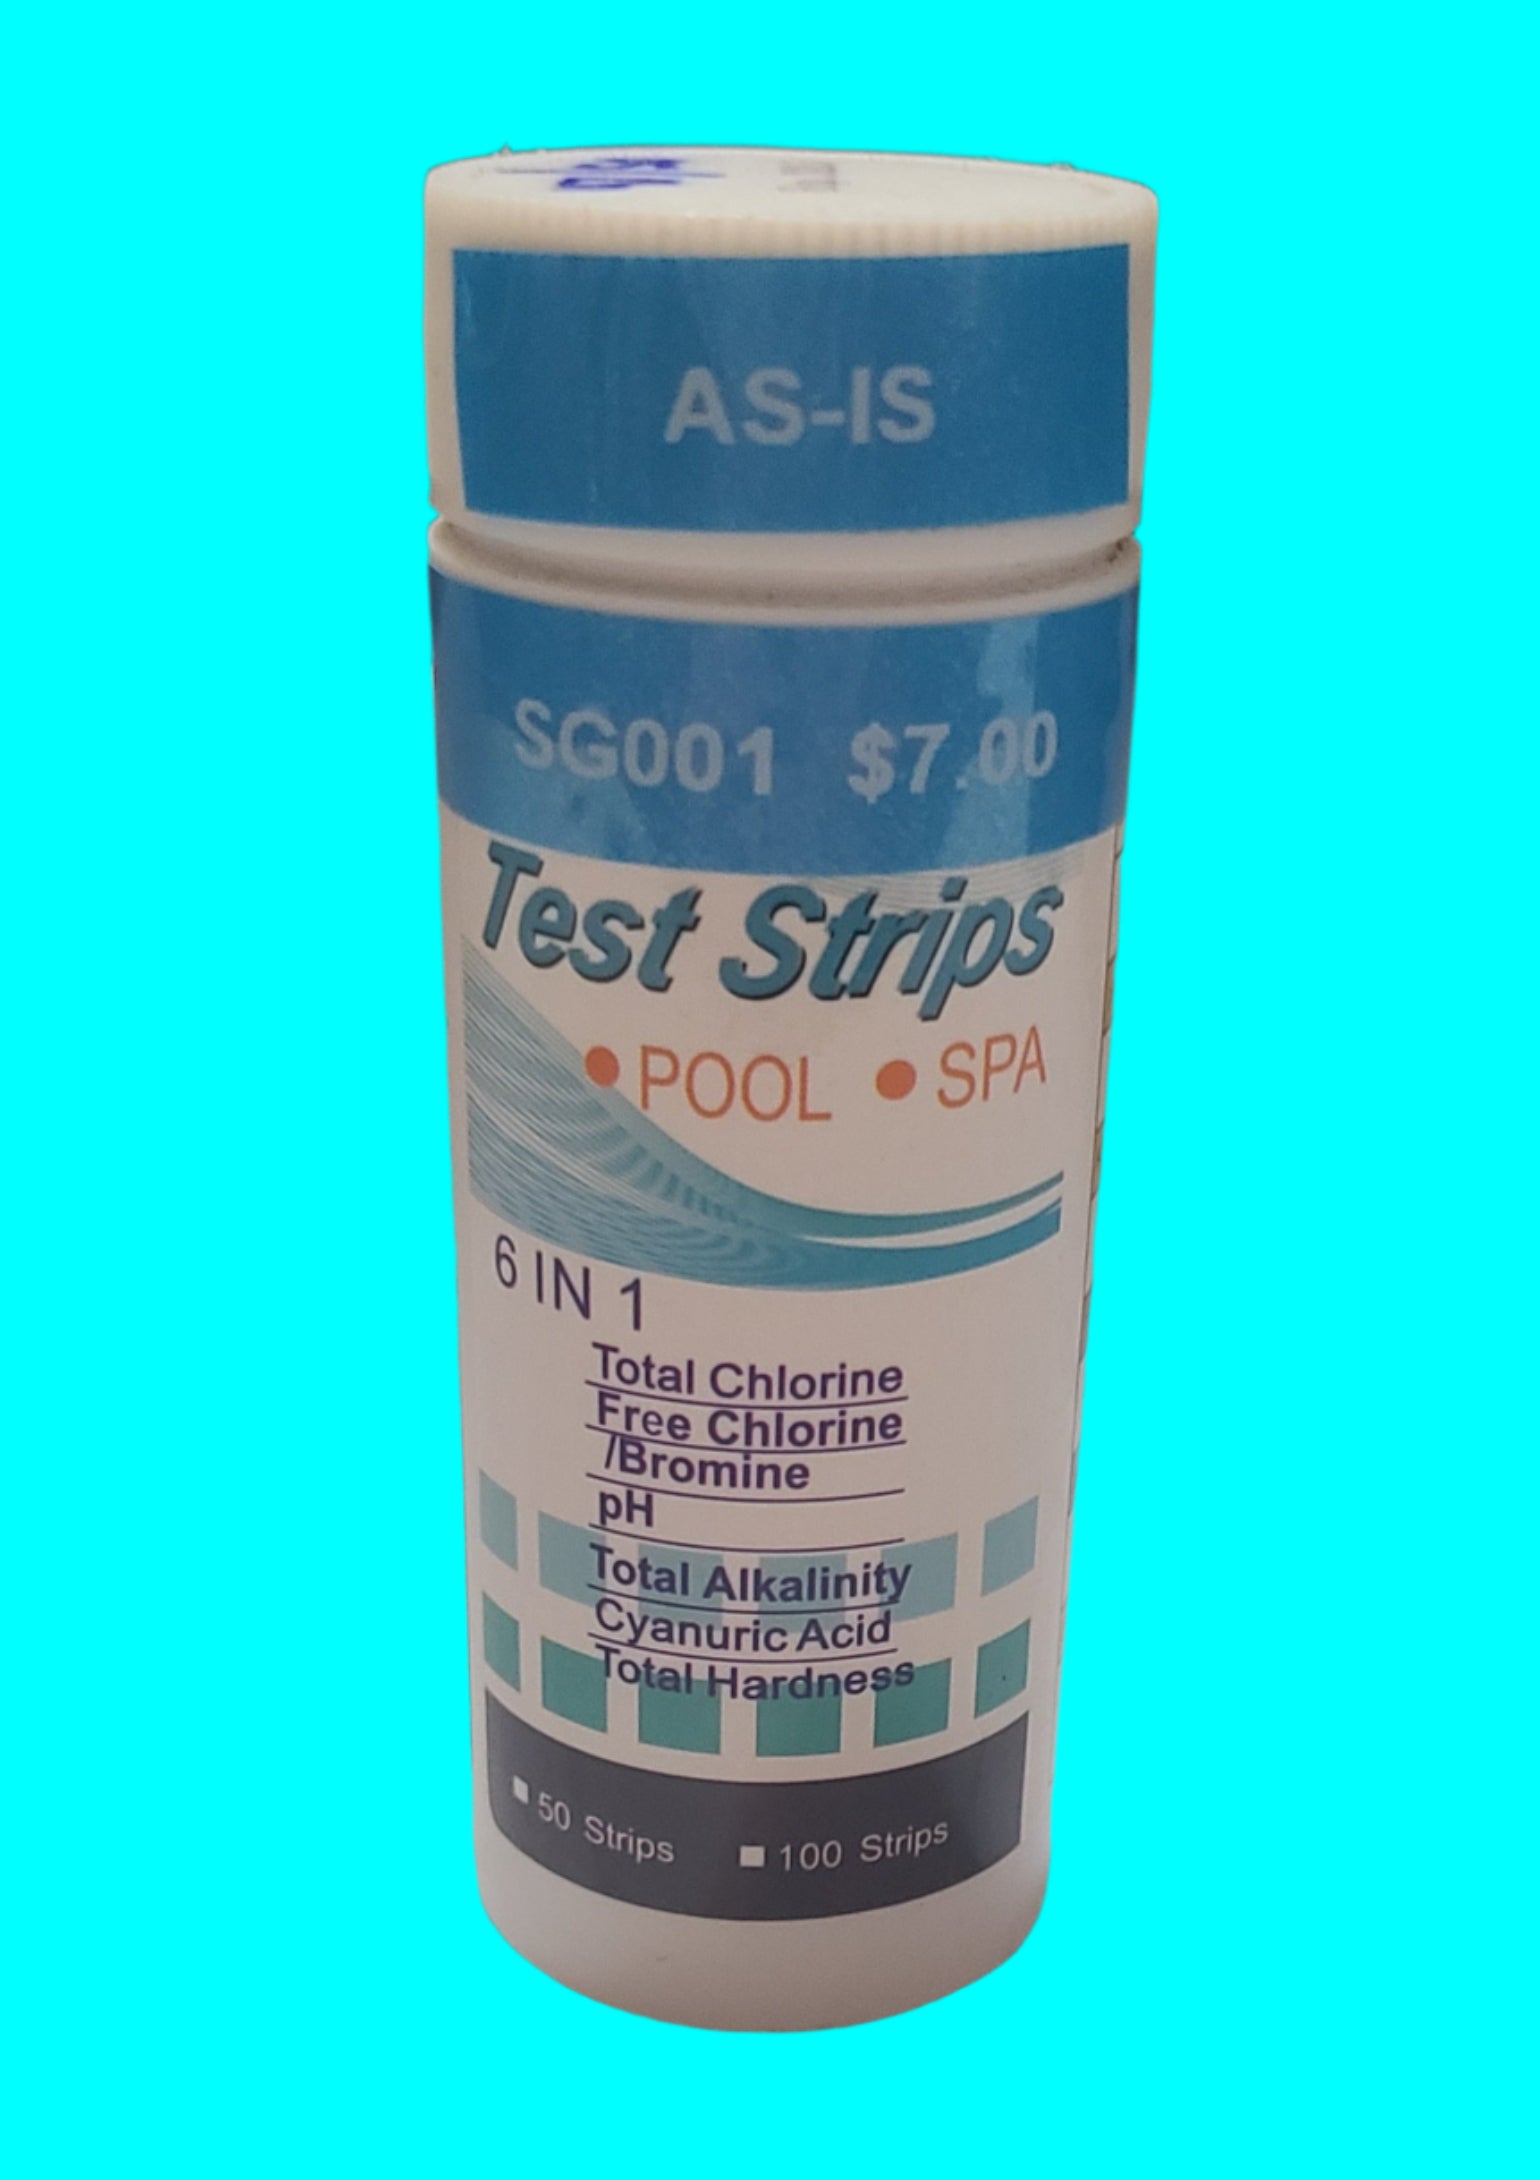 AS-IS
SG001 $7.00
Test Strips
• POOL • SPA
6 IN 1
Total Chlorine
Free Chlorine
/Bromine
pH
Total Alkalinity
Cyanuric Acid
Total Hardness
■ 50 Strips ■ 100 Strips